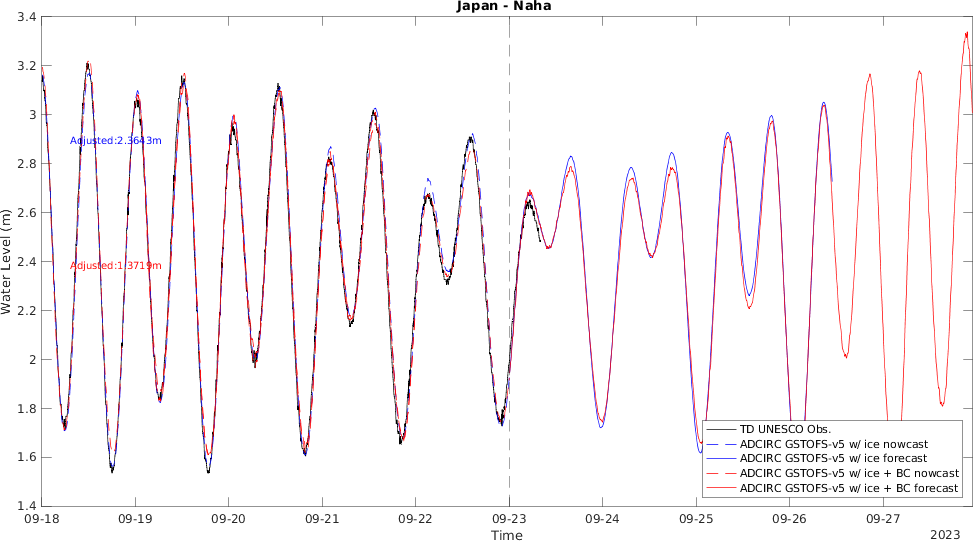 Japan - Naha
3.4
3.2
3
2.8
2.6
2.4
2.2
2
1.8
1.6
1.4
Water Level (m)
Adjusted:2.3643m
Adjusted:1.3719m
TD UNESCO Obs.
ADCIRC GSTOFS-v5 w/ ice nowcast
ADCIRC GSTOFS-v5 w/ ice forecast
ADCIRC GSTOFS-v5 w/ ice + BC nowcast
ADCIRC GSTOFS-v5 w/ ice + BC forecast
09-18 09-19 09-20 09-21 09-22 09-23 09-24 09-25 09-26 09-27
Time
2023